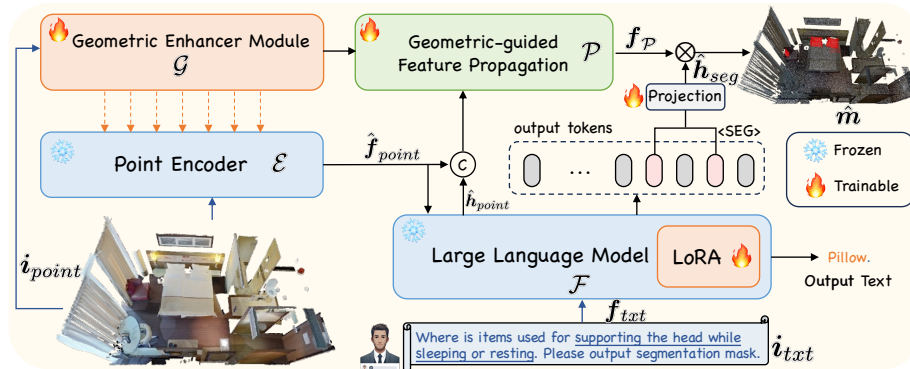 Geometric Enhancer Module
𝒢
Geometric-guided
Feature Propagation 𝒫
f_𝒫
ĥ_seg
Projection
m̂
output tokens
<SEG>
...
Point Encoder ℰ
f̂_point
C
ĥ_point
Frozen
Trainable
Large Language Model
ℱ
LoRA
Pillow.
Output Text
i_point
f_txt
Where is items used for supporting the head while
sleeping or resting. Please output segmentation mask.
i_txt